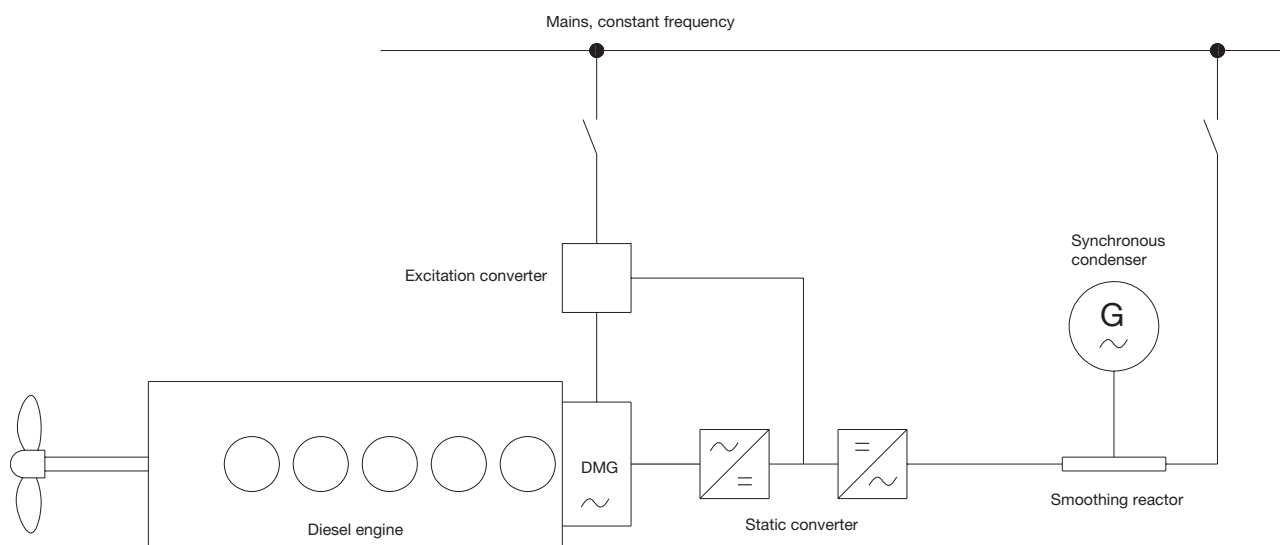 Mains, constant frequency
Synchronous
condenser
Excitation converter
G
DMG
Static converter
Smoothing reactor
Diesel engine